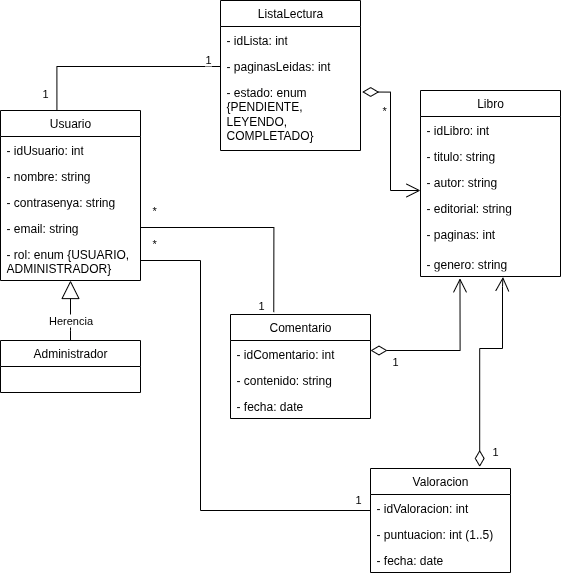 ListaLectura
- idLista: int
- paginasLeidas: int
- estado: enum
{PENDIENTE,
LEYENDO,
COMPLETADO}
1
1
Usuario
- idUsuario: int
- nombre: string
- contrasenya: string
- email: string
- rol: enum {USUARIO,
ADMINISTRADOR}
Herencia
Administrador
*
Libro
- idLibro: int
- titulo: string
- autor: string
- editorial: string
- paginas: int
- genero: string
*
*
1
Comentario
- idComentario: int
- contenido: string
- fecha: date
1
1
1
Valoracion
- idValoracion: int
- puntuacion: int (1..5)
- fecha: date